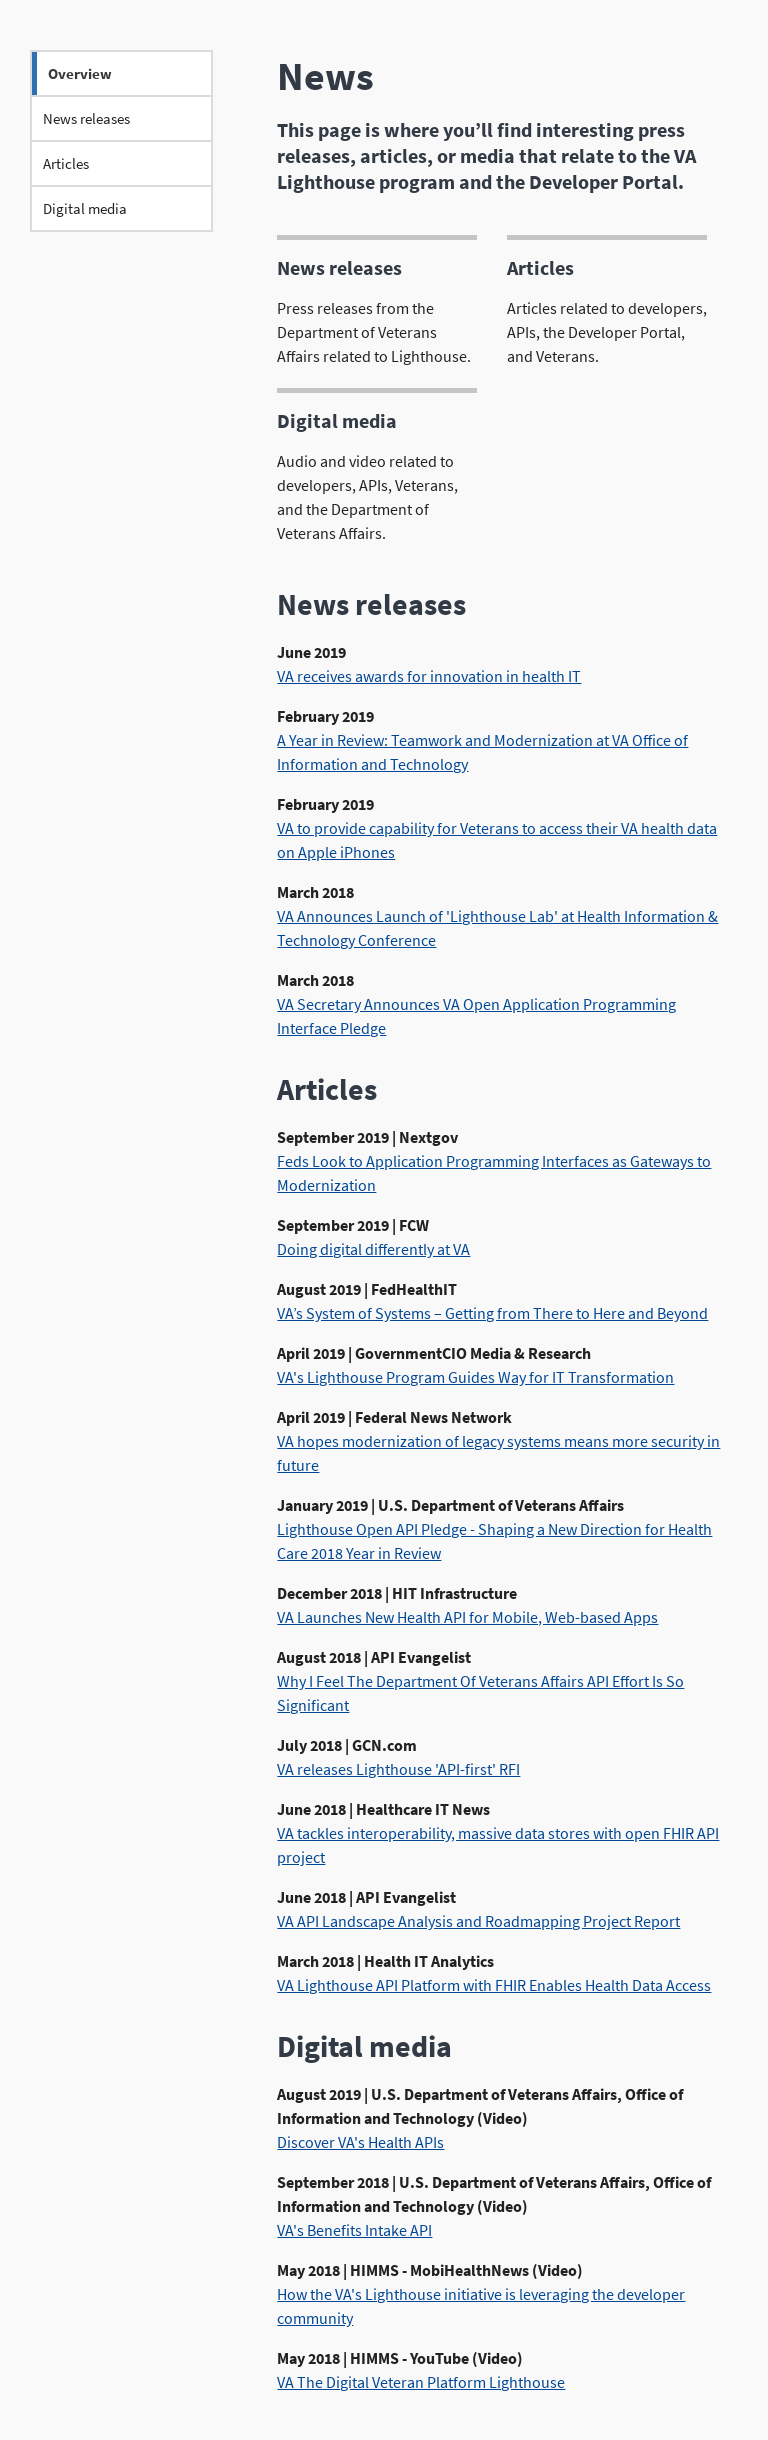 Overview
News releases
Articles
Digital media
News
This page is where you’ll find interesting press
releases, articles, or media that relate to the VA
Lighthouse program and the Developer Portal.
News releases
Press releases from the
Department of Veterans
Affairs related to Lighthouse.
Articles
Articles related to developers,
APIs, the Developer Portal,
and Veterans.
Digital media
Audio and video related to
developers, APIs, Veterans,
and the Department of
Veterans Affairs.
News releases
June 2019
VA receives awards for innovation in health IT
February 2019
A Year in Review: Teamwork and Modernization at VA Office of
Information and Technology
February 2019
VA to provide capability for Veterans to access their VA health data
on Apple iPhones
March 2018
VA Announces Launch of 'Lighthouse Lab' at Health Information &
Technology Conference
March 2018
VA Secretary Announces VA Open Application Programming
Interface Pledge
Articles
September 2019 | Nextgov
Feds Look to Application Programming Interfaces as Gateways to
Modernization
September 2019 | FCW
Doing digital differently at VA
August 2019 | FedHealthIT
VA’s System of Systems – Getting from There to Here and Beyond
April 2019 | GovernmentCIO Media & Research
VA's Lighthouse Program Guides Way for IT Transformation
April 2019 | Federal News Network
VA hopes modernization of legacy systems means more security in
future
January 2019 | U.S. Department of Veterans Affairs
Lighthouse Open API Pledge - Shaping a New Direction for Health
Care 2018 Year in Review
December 2018 | HIT Infrastructure
VA Launches New Health API for Mobile, Web-based Apps
August 2018 | API Evangelist
Why I Feel The Department Of Veterans Affairs API Effort Is So
Significant
July 2018 | GCN.com
VA releases Lighthouse 'API-first' RFI
June 2018 | Healthcare IT News
VA tackles interoperability, massive data stores with open FHIR API
project
June 2018 | API Evangelist
VA API Landscape Analysis and Roadmapping Project Report
March 2018 | Health IT Analytics
VA Lighthouse API Platform with FHIR Enables Health Data Access
Digital media
August 2019 | U.S. Department of Veterans Affairs, Office of
Information and Technology (Video)
Discover VA's Health APIs
September 2018 | U.S. Department of Veterans Affairs, Office of
Information and Technology (Video)
VA's Benefits Intake API
May 2018 | HIMMS - MobiHealthNews (Video)
How the VA's Lighthouse initiative is leveraging the developer
community
May 2018 | HIMMS - YouTube (Video)
VA The Digital Veteran Platform Lighthouse